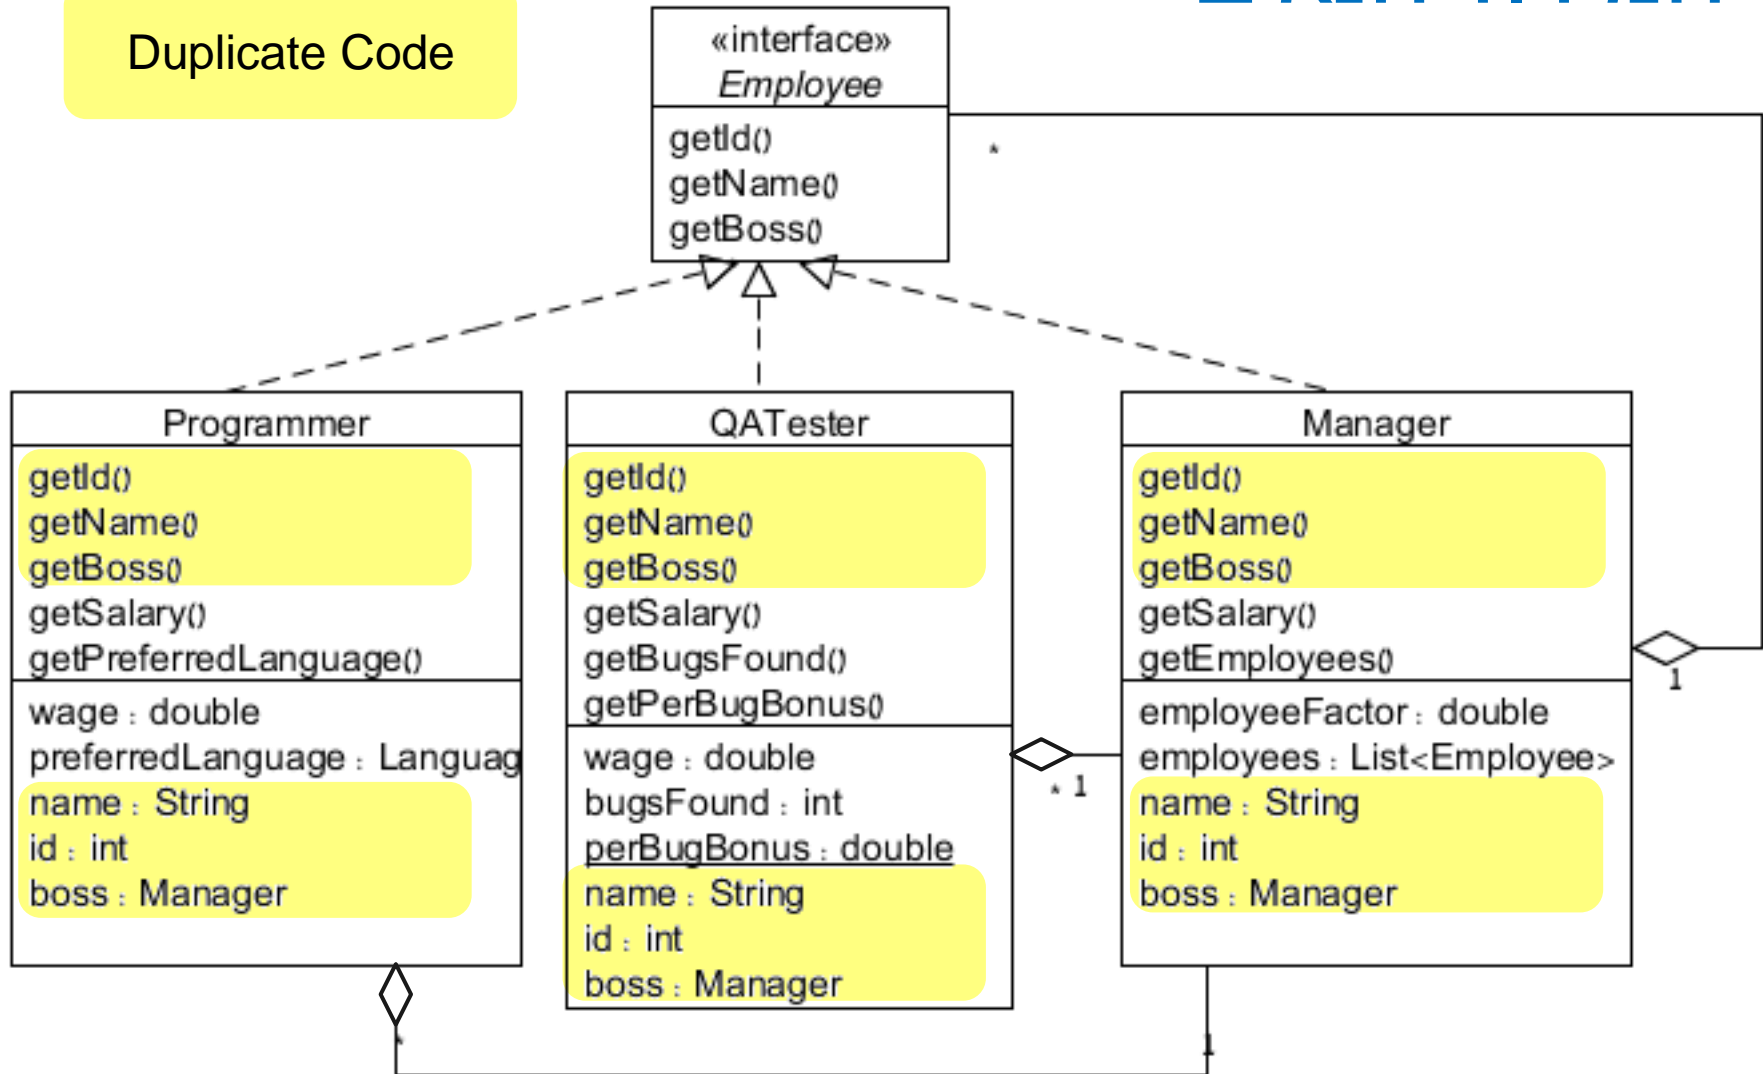 Duplicate Code
«interface»
Employee
getId()
getName()
getBoss()
*
Programmer
getId()
getName()
getBoss()
getSalary()
getPreferredLanguage()
wage : double
preferredLanguage : Languag
name : String
id : int
boss : Manager
*
QATester
getId()
getName()
getBoss()
getSalary()
getBugsFound()
getPerBugBonus()
wage : double
bugsFound : int
perBugBonus : double
name : String
id : int
boss : Manager
* 1
Manager
getId()
getName()
getBoss()
getSalary()
getEmployees()
employeeFactor : double
employees : List<Employee>
name : String
id : int
boss : Manager
1
1